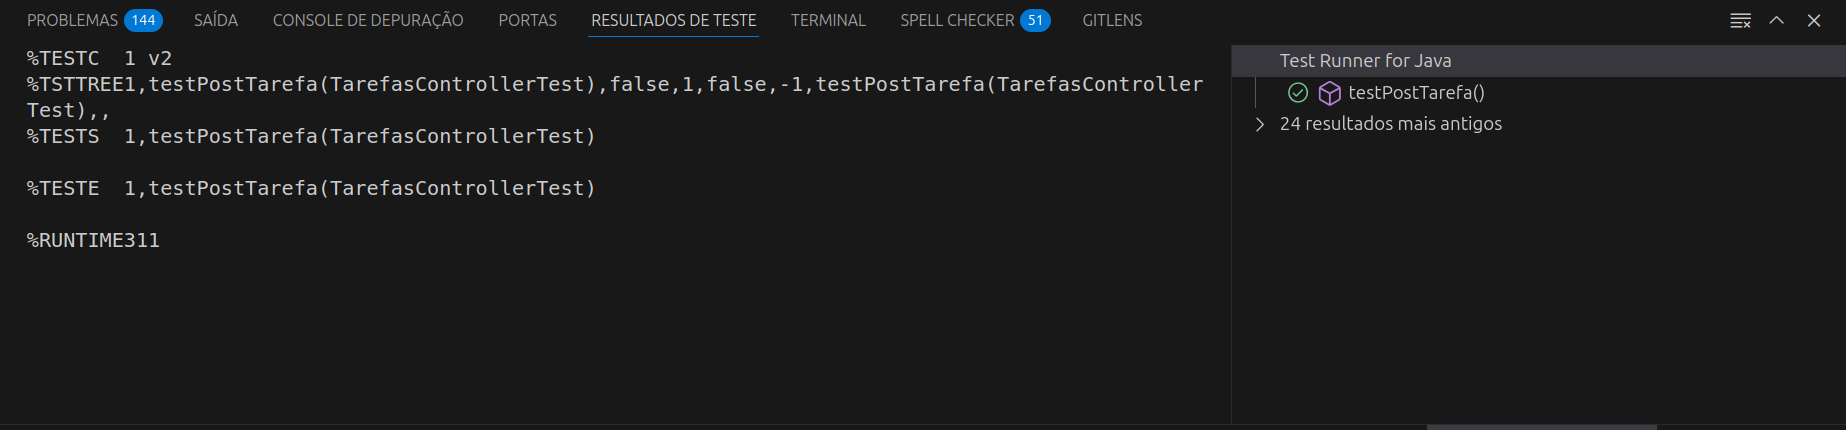 PROBLEMAS 144 SAÍDA CONSOLE DE DEPURAÇÃO PORTAS RESULTADOS DE TESTE TERMINAL SPELL CHECKER 51 GITLENS
%TESTC  1 v2
%TSTTREE1,testPostTarefa(TarefasControllerTest),false,1,false,-1,testPostTarefa(TarefasController
Test),,
%TESTS  1,testPostTarefa(TarefasControllerTest)
%TESTE  1,testPostTarefa(TarefasControllerTest)
%RUNTIME311
Test Runner for Java
testPostTarefa()
24 resultados mais antigos